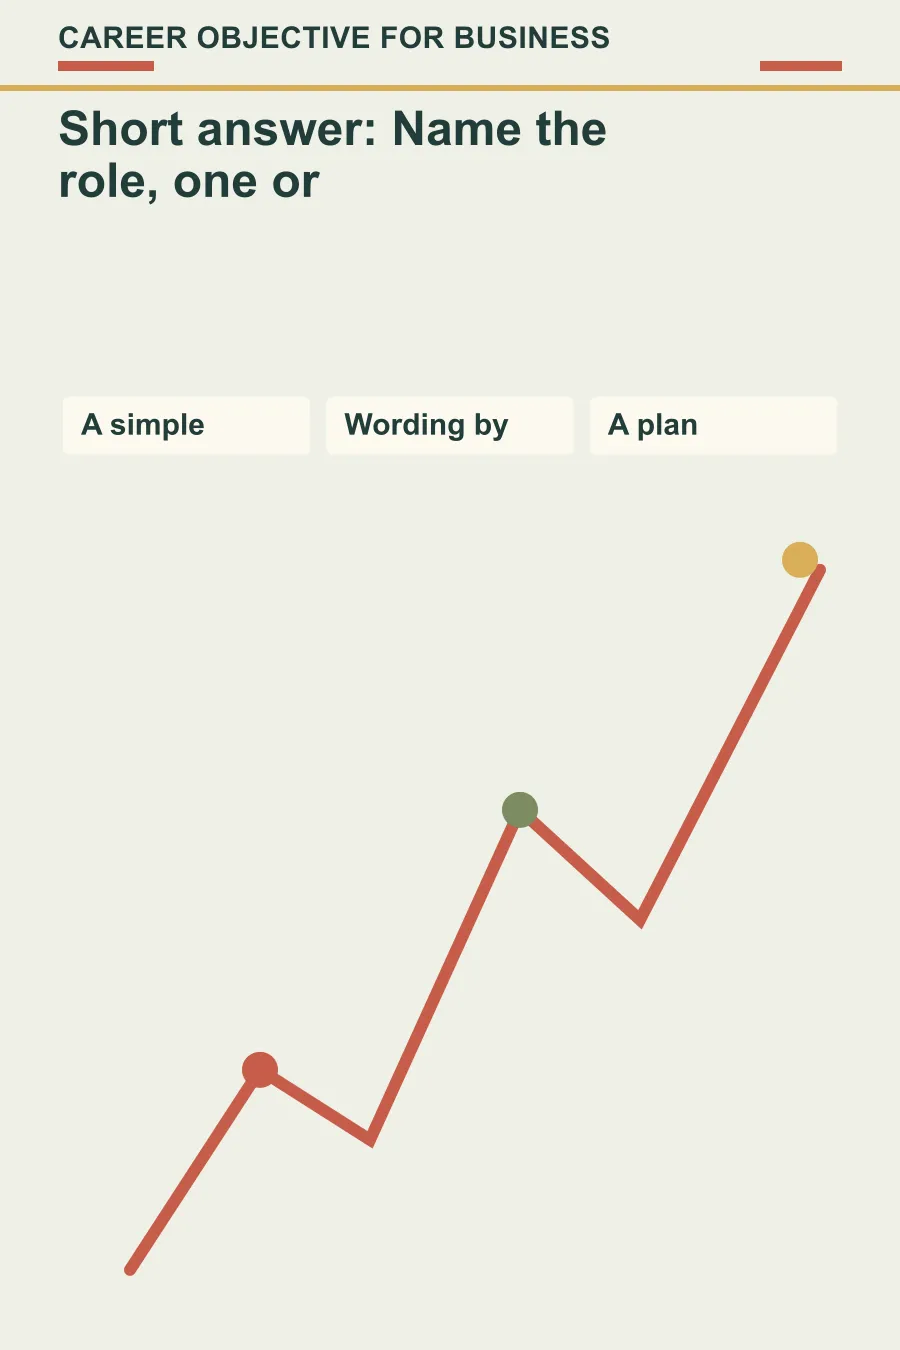 CAREER OBJECTIVE FOR BUSINESS
Short answer: Name the
role, one or
A simple
Wording by
A plan